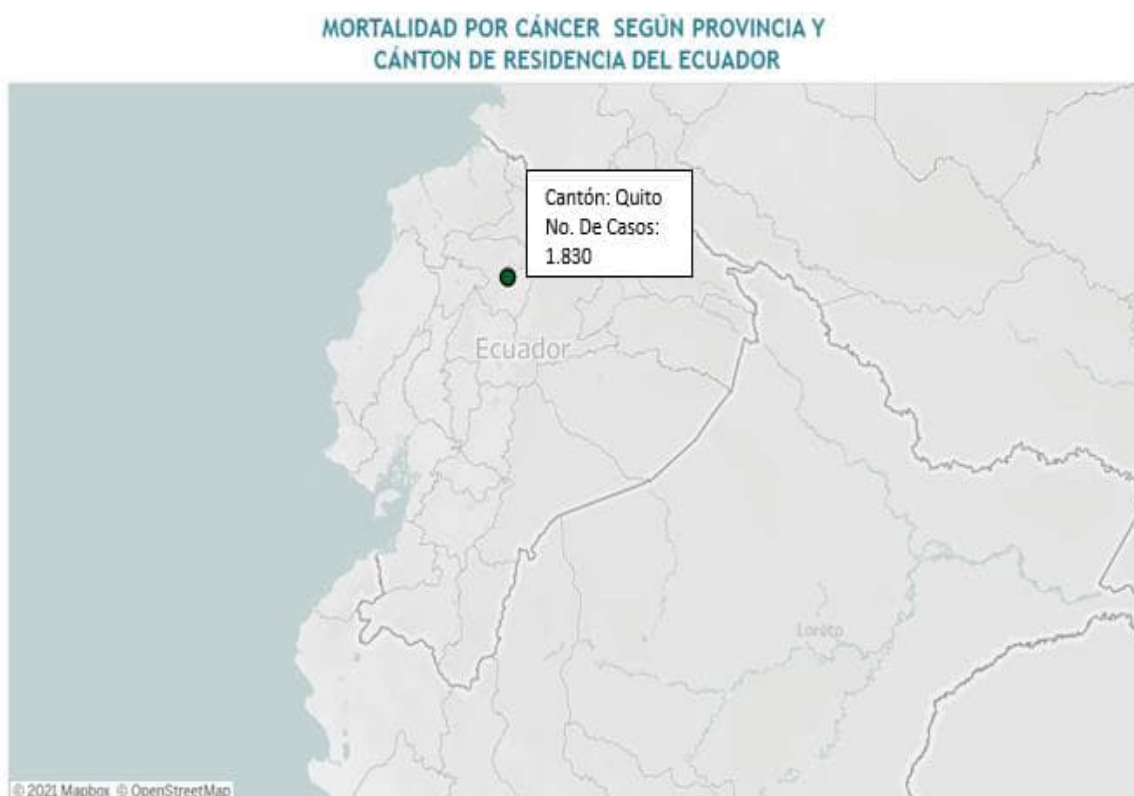 MORTALIDAD POR CÁNCER SEGÚN PROVINCIA Y
CÁNTON DE RESIDENCIA DEL ECUADOR
Cantón: Quito
No. De Casos:
1.830
Ecuador
Loreto
© 2021 Mapbox © OpenStreetMap